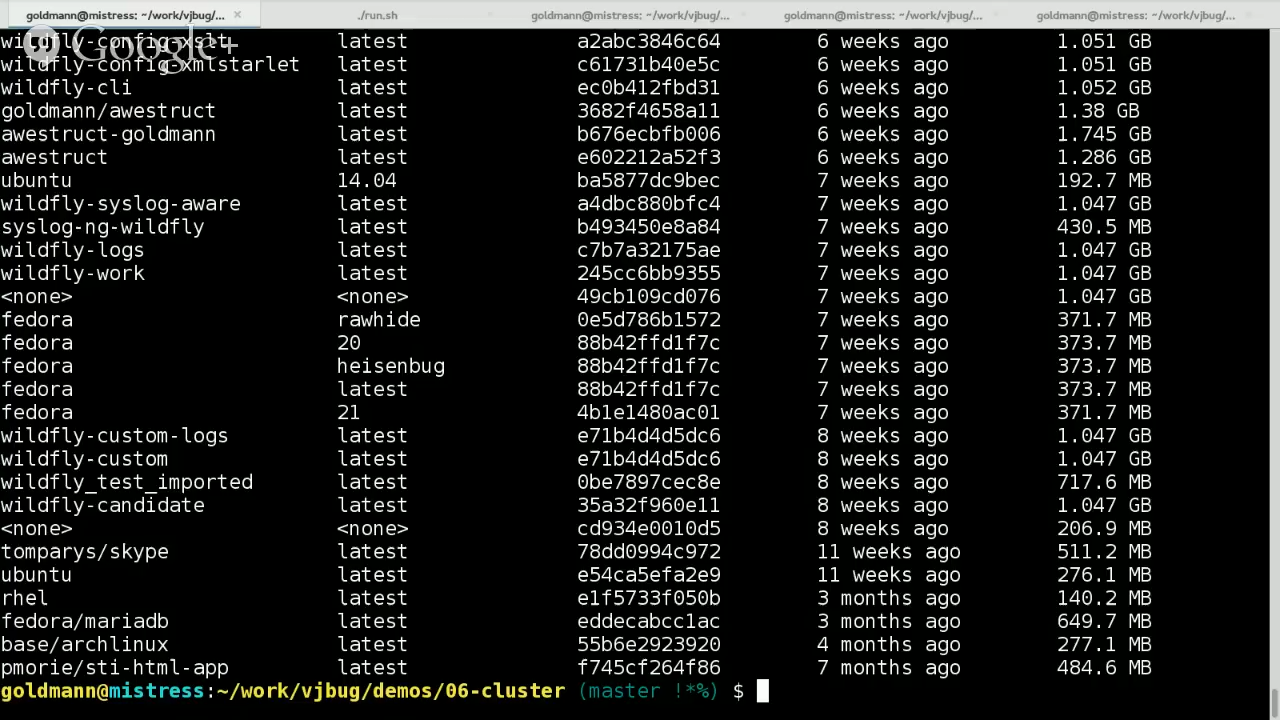 goldmann@mistress: ~/work/vjbug/... × ./run.sh goldmann@mistress: ~/work/vjbug/... goldmann@mistress: ~/work/vjbug/... goldmann@mistress: ~/work/vjbug/...
Google+
wildfly-config-xslt latest a2abc3846c64 6 weeks ago 1.051 GB
wildfly-config-xmlstarlet latest c61731b40e5c 6 weeks ago 1.051 GB
wildfly-cli latest ec0b412fbd31 6 weeks ago 1.052 GB
goldmann/awestruct latest 3682f4658a11 6 weeks ago 1.38 GB
awestruct-goldmann latest b676ecbfb006 6 weeks ago 1.745 GB
awestruct latest e602212a52f3 6 weeks ago 1.286 GB
ubuntu 14.04 ba5877dc9bec 7 weeks ago 192.7 MB
wildfly-syslog-aware latest a4dbc880bfc4 7 weeks ago 1.047 GB
syslog-ng-wildfly latest b493450e8a84 7 weeks ago 430.5 MB
wildfly-logs latest c7b7a32175ae 7 weeks ago 1.047 GB
wildfly-work latest 245cc6bb9355 7 weeks ago 1.047 GB
<none> <none> 49cb109cd076 7 weeks ago 1.047 GB
fedora rawhide 0e5d786b1572 7 weeks ago 371.7 MB
fedora 20 88b42ffd1f7c 7 weeks ago 373.7 MB
fedora heisenbug 88b42ffd1f7c 7 weeks ago 373.7 MB
fedora latest 88b42ffd1f7c 7 weeks ago 373.7 MB
fedora 21 4b1e1480ac01 7 weeks ago 371.7 MB
wildfly-custom-logs latest e71b4d4d5dc6 8 weeks ago 1.047 GB
wildfly-custom latest e71b4d4d5dc6 8 weeks ago 1.047 GB
wildfly_test_imported latest 0be7897cec8e 8 weeks ago 717.6 MB
wildfly-candidate latest 35a32f960e11 8 weeks ago 1.047 GB
<none> <none> cd934e0010d5 8 weeks ago 206.9 MB
tomparys/skype latest 78dd0994c972 11 weeks ago 511.2 MB
ubuntu latest e54ca5efa2e9 11 weeks ago 276.1 MB
rhel latest e1f5733f050b 3 months ago 140.2 MB
fedora/mariadb latest eddecabcc1ac 3 months ago 649.7 MB
base/archlinux latest 55b6e2923920 4 months ago 277.1 MB
pmorie/sti-html-app latest f745cf264f86 7 months ago 484.6 MB
goldmann@mistress:~/work/vjbug/demos/06-cluster (master !*%) $